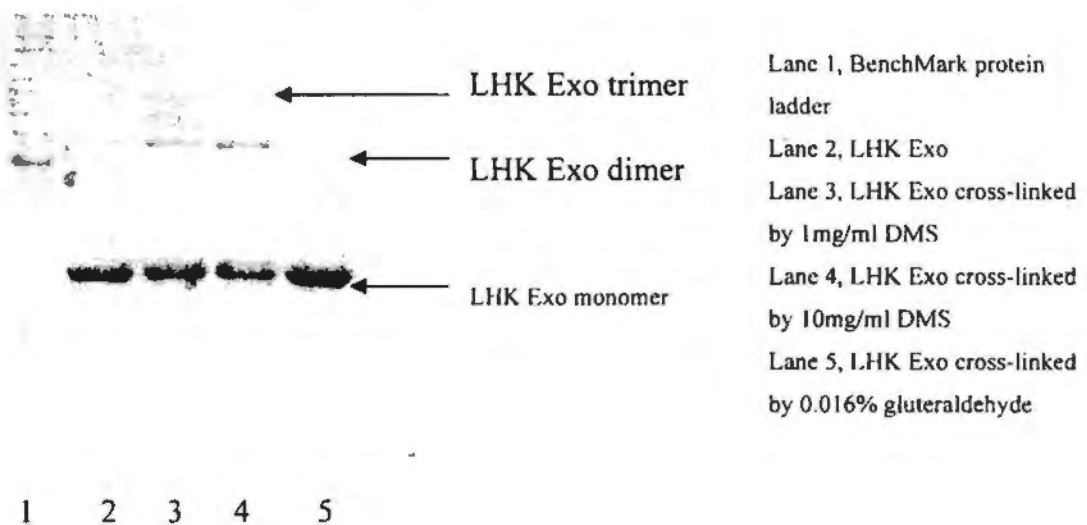 LHK Exo trimer
LHK Exo dimer
LHK Exo monomer
Lane 1, BenchMark protein
ladder
Lane 2, LHK Exo
Lane 3, LHK Exo cross-linked
by 1mg/ml DMS
Lane 4, LHK Exo cross-linked
by 10mg/ml DMS
Lane 5, LHK Exo cross-linked
by 0.016% gluteraldehyde
1 2 3 4 5